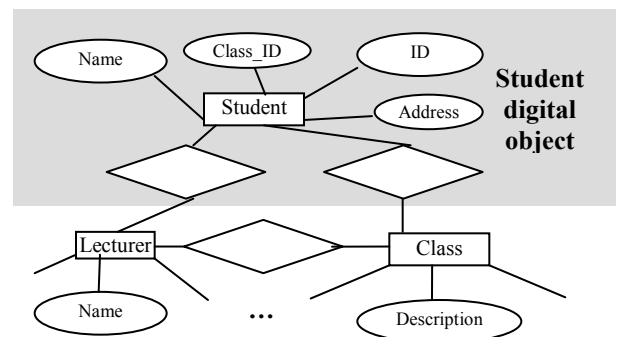 Name
Class_ID
ID
Student
Address
Student
digital
object
Lecturer
Class
Name
...
Description